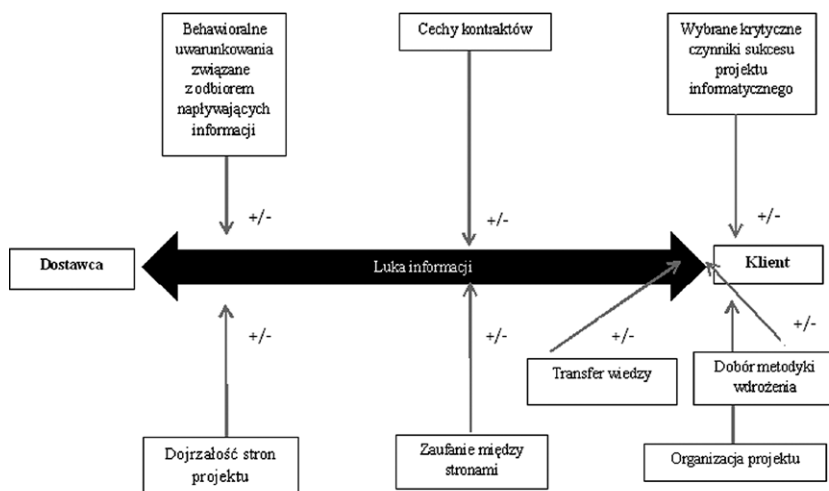 Behawioralne
uwarunkowania
związane
z odbiorem
napływających
informacji
Cechy kontraktów
Wybrane krytyczne
czynniki sukcesu
projektu
informatycznego
+/-
+/-
+/-
Dostawca
Luka informacji
Klient
+/-
+/-
+/-
+/-
Transfer wiedzy
Dobór metodyki
wdrożenia
Dojrzałość stron
projektu
Zaufanie między
stronami
Organizacja projektu